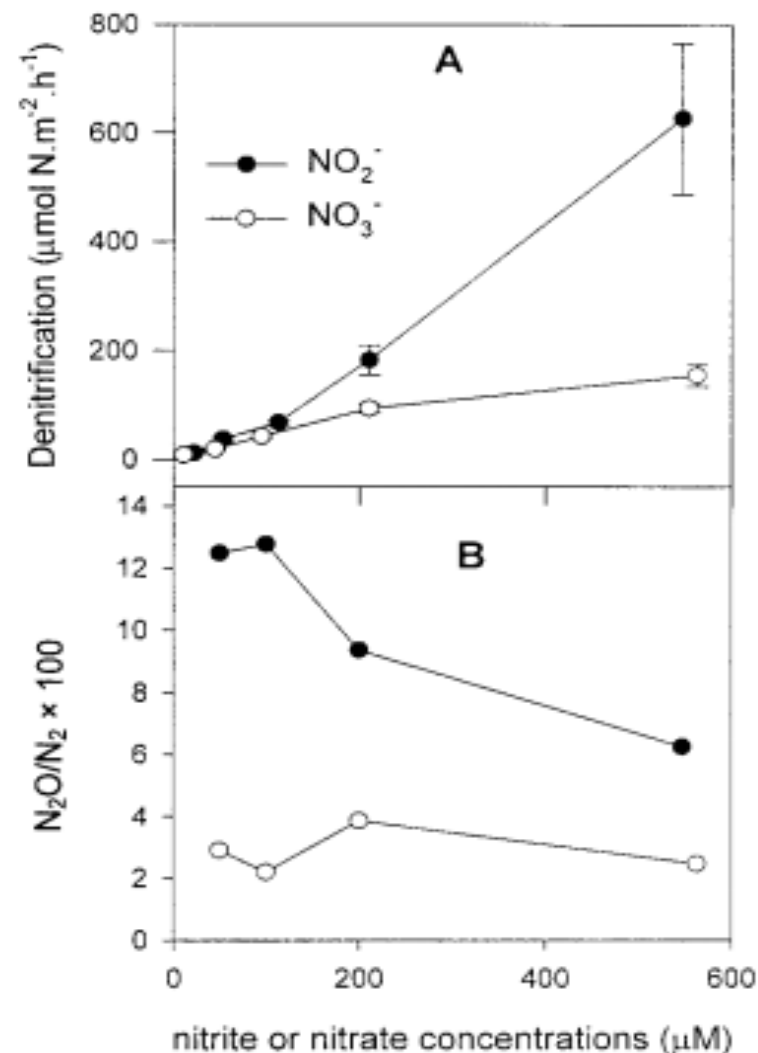 A
Denitrification (μmol N.m⁻².h⁻¹)
800
600
400
200
0
NO₂⁻
NO₃⁻
B
N₂O/N₂ × 100
14
12
10
8
6
4
2
0
0 200 400 600
nitrite or nitrate concentrations (μM)